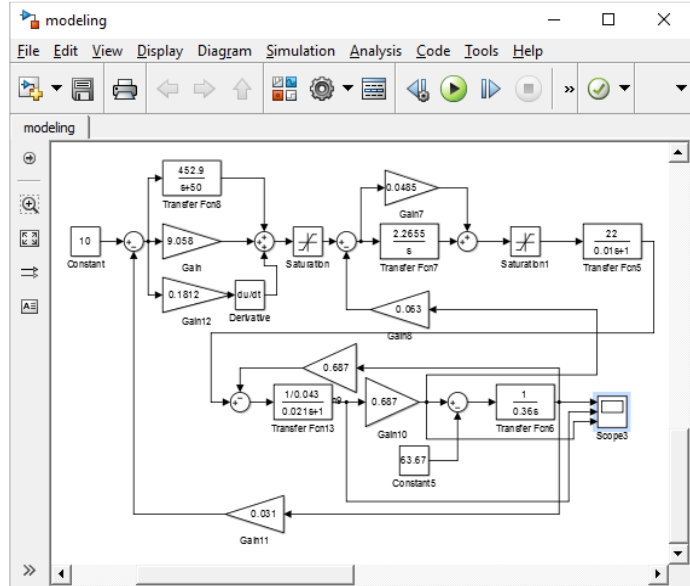 modeling
File Edit View Display Diagram Simulation Analysis Code Tools Help
»
modeling
452.9
s+50
Transfer Fcn8
0.0485
Gain7
10
Constant
9.058
Gain
Saturation
2.2655
s
Transfer Fcn7
Saturation1
22
0.01s+1
Transfer Fcn5
0.1812
Gain12
du/dt
Derivative
0.063
Gain8
0.687
n9
1/0.043
0.021s+1
Transfer Fcn13
0.687
Gain10
1
0.36s
Transfer Fcn6
Scope3
63.67
Constant5
0.031
Gain11
»